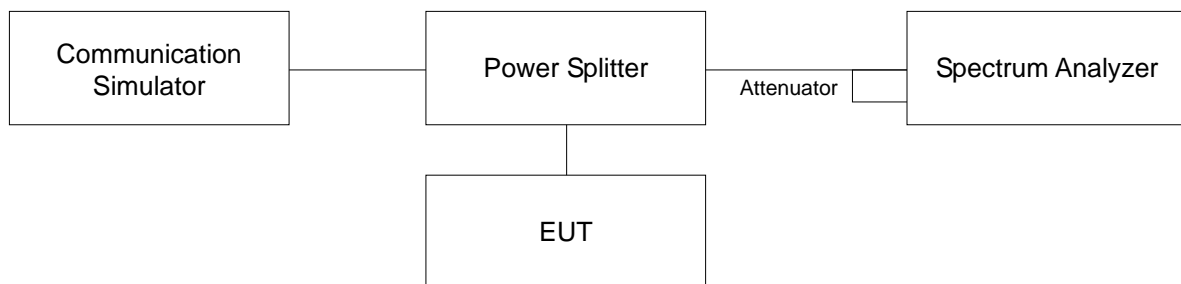 Communication
Simulator
Power Splitter
Attenuator
Spectrum Analyzer
EUT